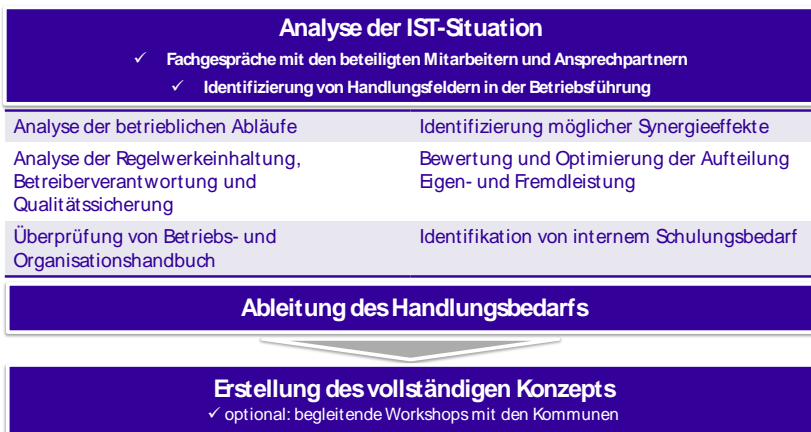 Analyse der IST-Situation
✓ Fachgespräche mit den beteiligten Mitarbeitern und Ansprechpartnern
✓ Identifizierung von Handlungsfeldern in der Betriebsführung
Analyse der betrieblichen Abläufe
Identifizierung möglicher Synergieeffekte
Analyse der Regelwerkeinhaltung,
Betreiberverantwortung und
Qualitätssicherung
Bewertung und Optimierung der Aufteilung
Eigen- und Fremdleistung
Überprüfung von Betriebs- und
Organisationshandbuch
Identifikation von internem Schulungsbedarf
Ableitung des Handlungsbedarfs
Erstellung des vollständigen Konzepts
✓ optional: begleitende Workshops mit den Kommunen